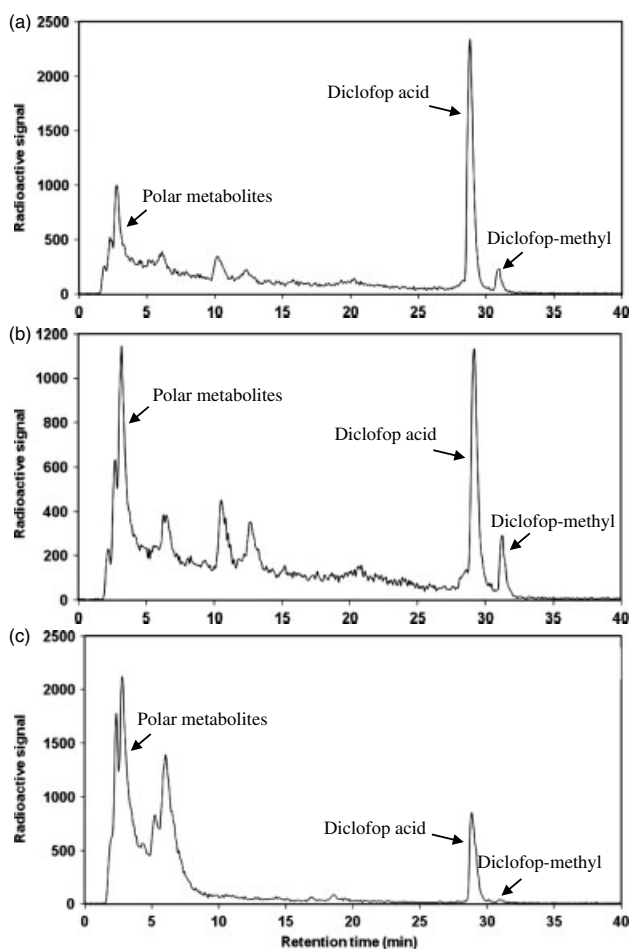 (a)
2500
2000
1500
1000
500
0
Radioactive signal
Polar metabolites
Diclofop acid
Diclofop-methyl
0 5 10 15 20 25 30 35 40
(b)
1200
1000
800
600
400
200
0
Radioactive signal
Polar metabolites
Diclofop acid
Diclofop-methyl
0 5 10 15 20 25 30 35 40
(c)
2500
2000
1500
1000
500
0
Radioactive signal
Polar metabolites
Diclofop acid
Diclofop-methyl
0 5 10 15 20 25 30 35 40
Retention time (min)